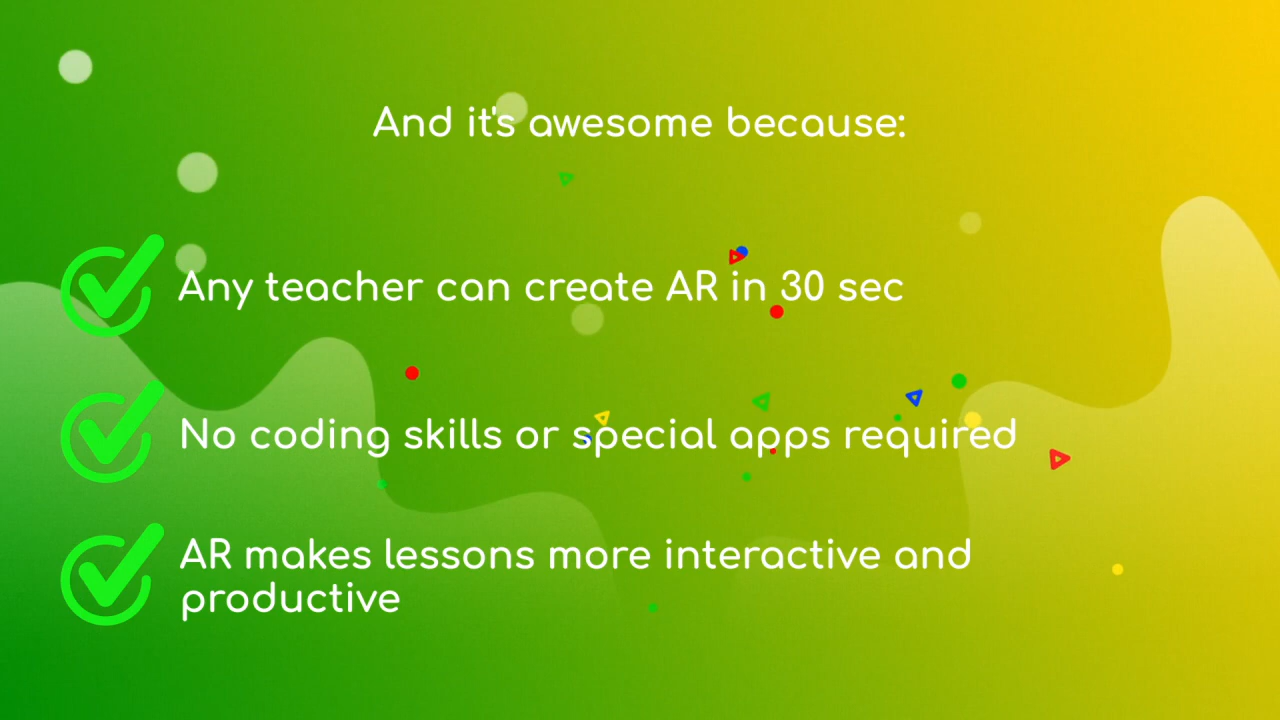 And it's awesome because:
Any teacher can create AR in 30 sec
No coding skills or special apps required
AR makes lessons more interactive and
productive